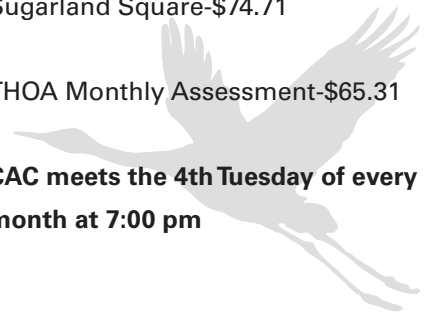 Sugarland Square-$74.71
THOA Monthly Assessment-$65.31
CAC meets the 4th Tuesday of every
month at 7:00 pm